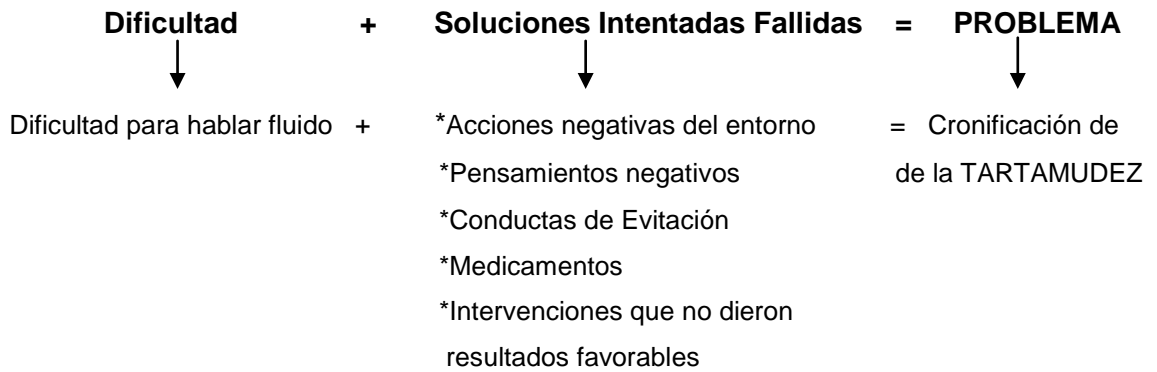 Dificultad + Soluciones Intentadas Fallidas = PROBLEMA
Dificultad para hablar fluido + *Acciones negativas del entorno = Cronificación de
*Pensamientos negativos de la TARTAMUDEZ
*Conductas de Evitación
*Medicamentos
*Intervenciones que no dieron
resultados favorables